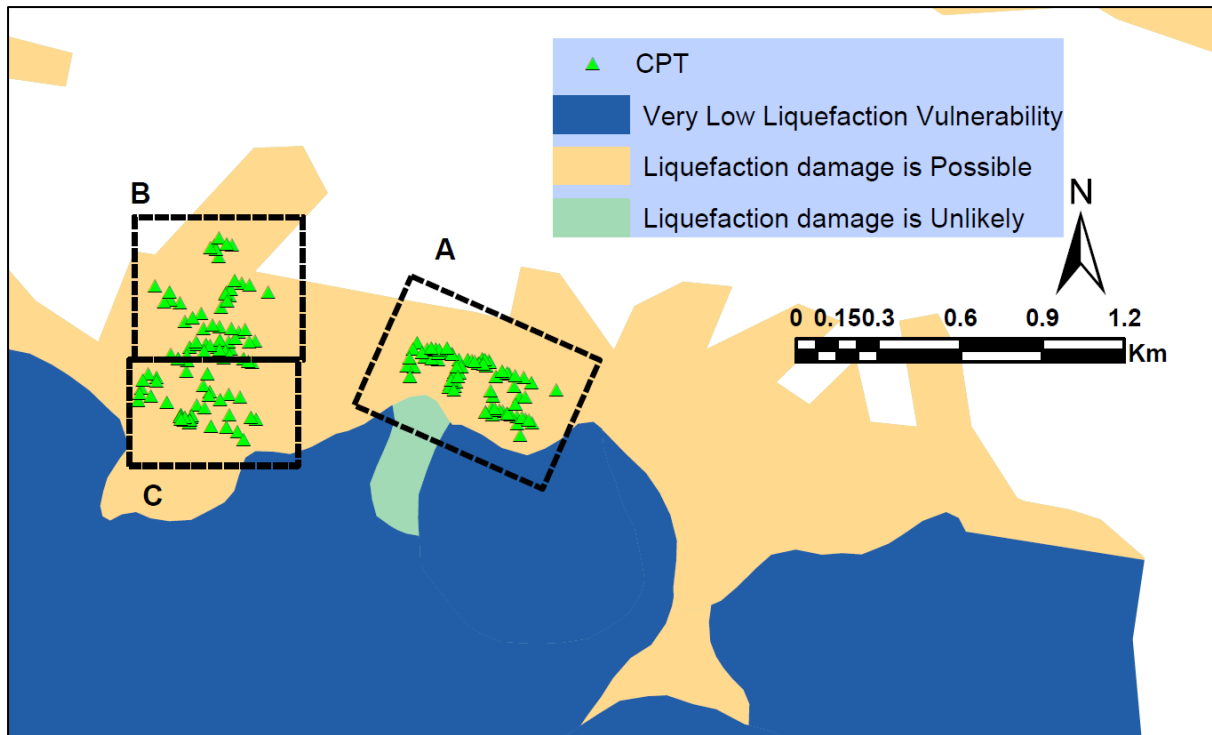 CPT
Very Low Liquefaction Vulnerability
Liquefaction damage is Possible
Liquefaction damage is Unlikely
N
B
A
0 0.150.3 0.6 0.9 1.2
Km
C